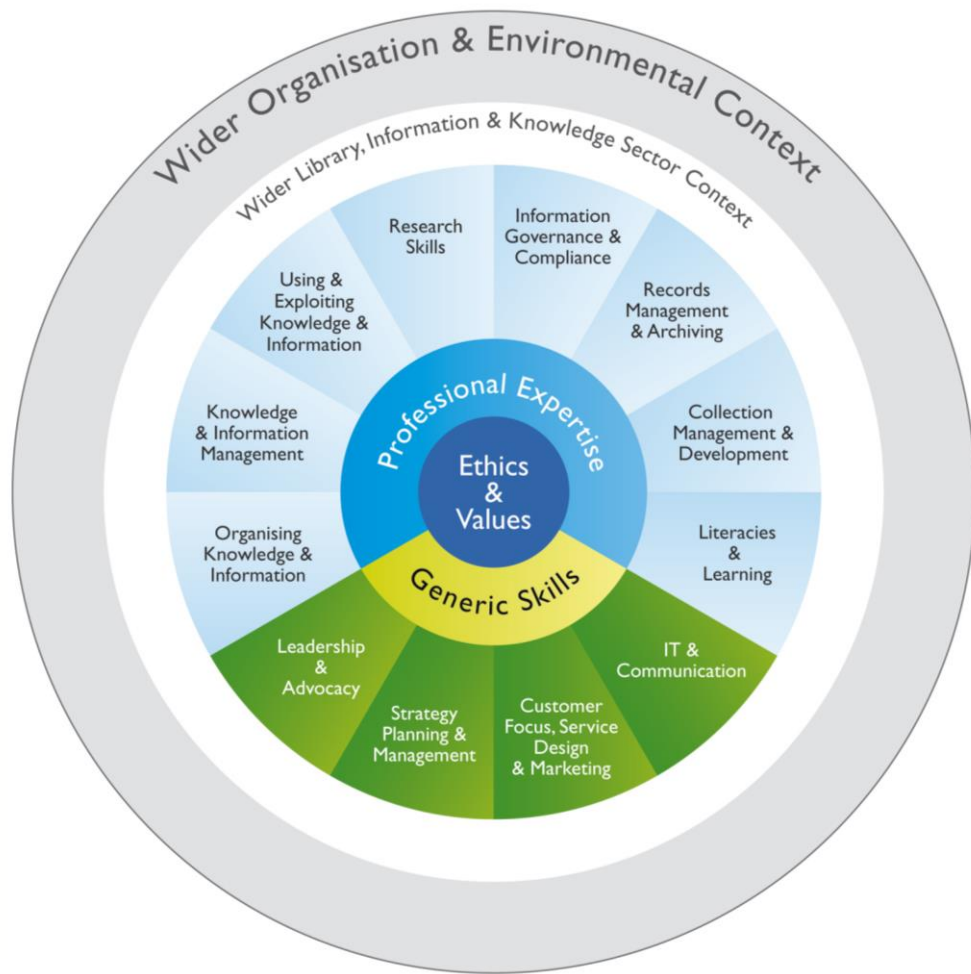 Wider Organisation & Environmental Context
Wider Library, Information & Knowledge Sector Context
Research
Skills
Information
Governance &
Compliance
Records
Management
& Archiving
Collection
Management &
Development
Literacies
&
Learning
IT &
Communication
Customer
Focus, Service
Design
& Marketing
Strategy
Planning &
Management
Leadership
&
Advocacy
Organising
Knowledge &
Information
Knowledge
& Information
Management
Using &
Exploiting
Knowledge &
Information
Professional Expertise
Ethics
&
Values
Generic Skills